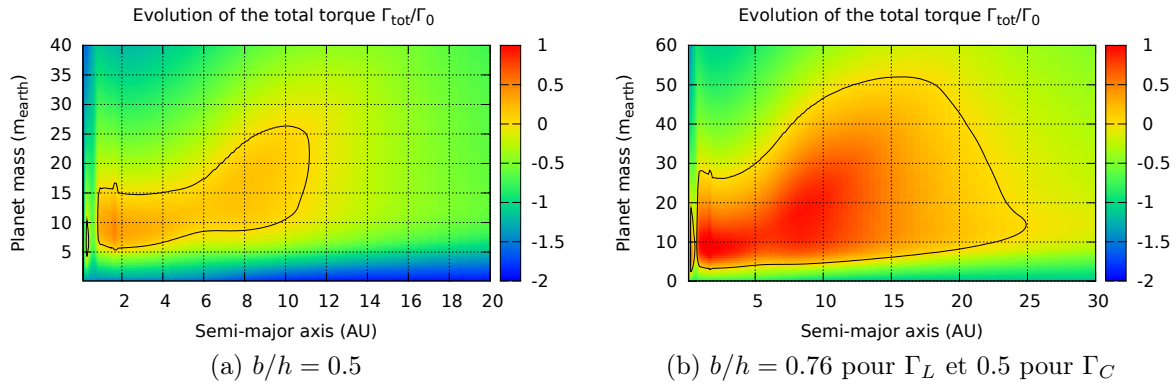 Evolution of the total torque Γtot/Γ0
Planet mass (mearth)
40
35
30
25
20
15
10
5
2 4 6 8 10 12 14 16 18 20
Semi-major axis (AU)
1
0.5
0
-0.5
-1
-1.5
-2
(a) b/h = 0.5
Evolution of the total torque Γtot/Γ0
Planet mass (mearth)
60
50
40
30
20
10
0
5 10 15 20 25 30
Semi-major axis (AU)
1
0.5
0
-0.5
-1
-1.5
-2
(b) b/h = 0.76 pour ΓL et 0.5 pour ΓC